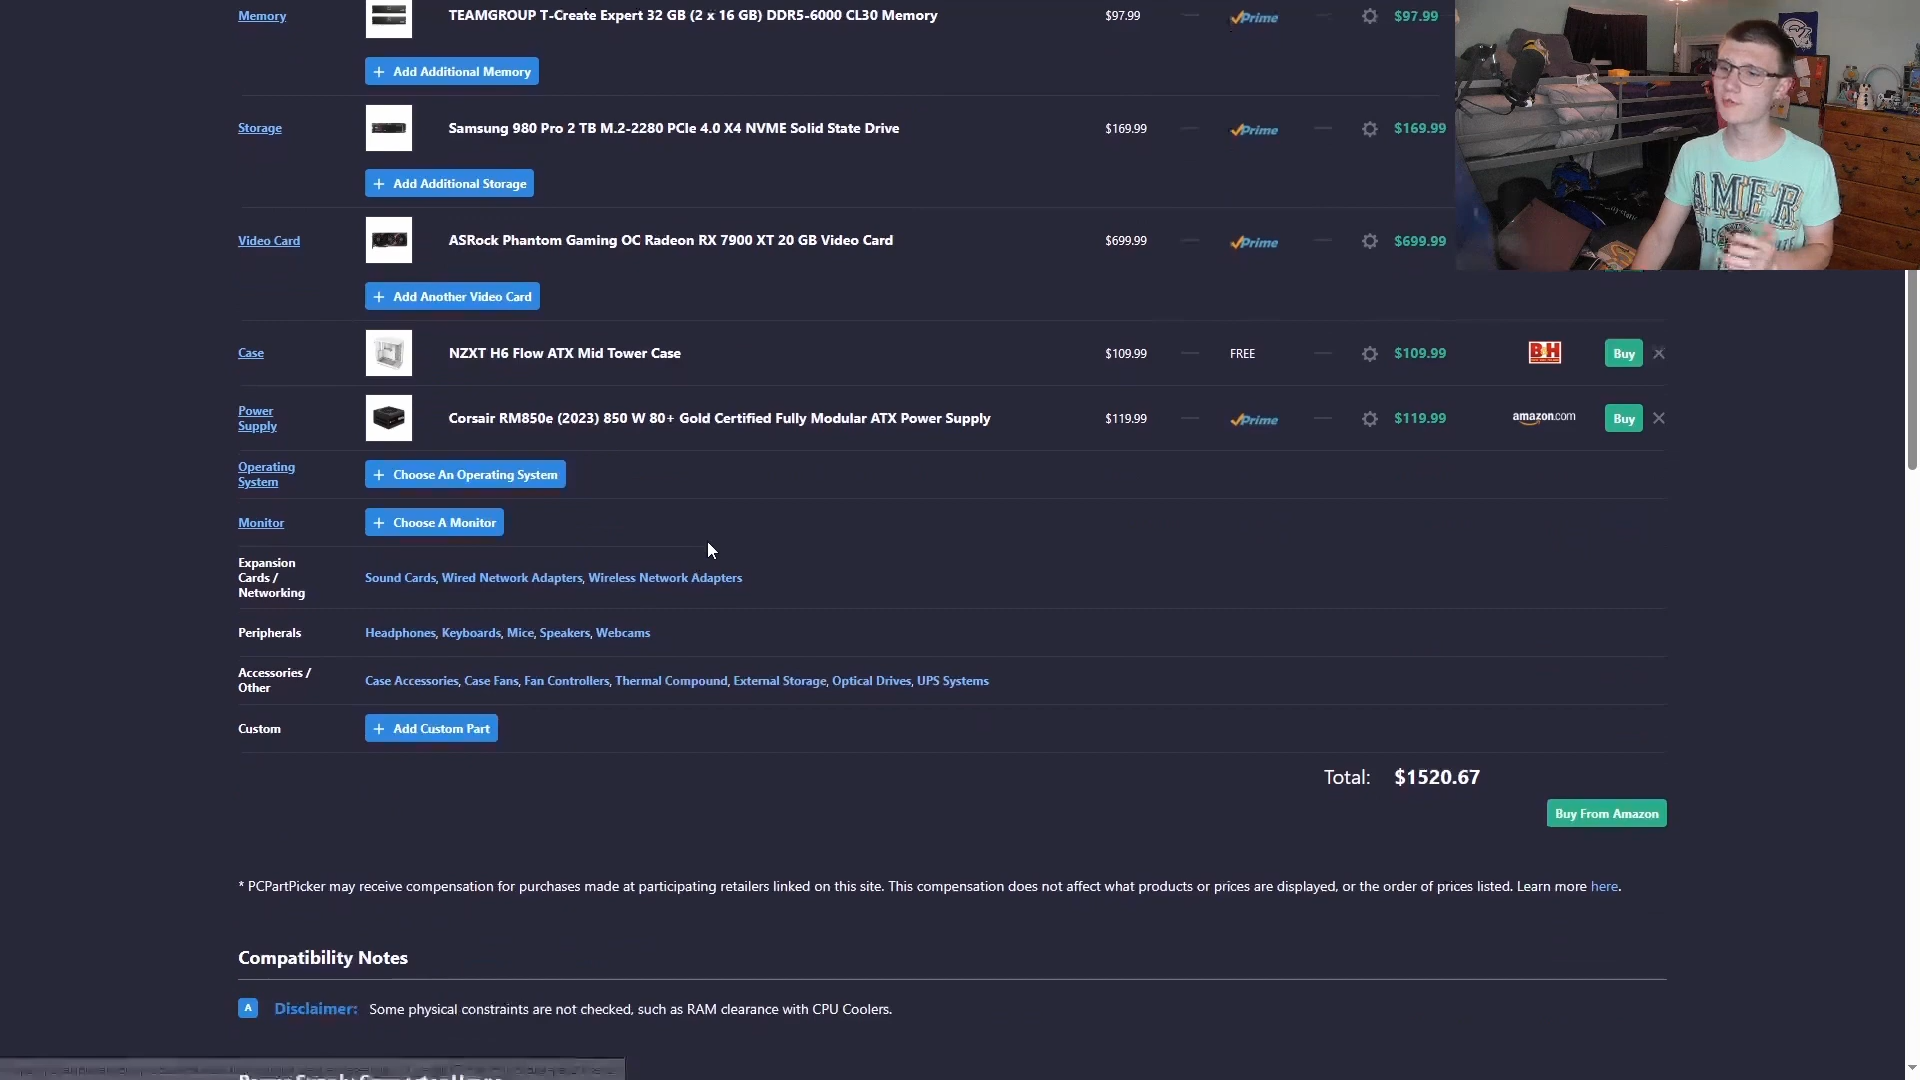 Memory TEAMGROUP T-Create Expert 32 GB (2 x 16 GB) DDR5-6000 CL30 Memory $97.99 — Prime — $97.99
+ Add Additional Memory
Storage Samsung 980 Pro 2 TB M.2-2280 PCIe 4.0 X4 NVME Solid State Drive $169.99 — Prime — $169.99
+ Add Additional Storage
Video Card ASRock Phantom Gaming OC Radeon RX 7900 XT 20 GB Video Card $699.99 — Prime — $699.99
+ Add Another Video Card
Case NZXT H6 Flow ATX Mid Tower Case $109.99 — FREE — $109.99 B&H Buy
Power
Supply
Corsair RM850e (2023) 850 W 80+ Gold Certified Fully Modular ATX Power Supply $119.99 — Prime — $119.99 amazon.com Buy
Operating
System
+ Choose An Operating System
Monitor + Choose A Monitor
Expansion
Cards /
Networking
Sound Cards, Wired Network Adapters, Wireless Network Adapters
Peripherals Headphones, Keyboards, Mice, Speakers, Webcams
Accessories /
Other
Case Accessories, Case Fans, Fan Controllers, Thermal Compound, External Storage, Optical Drives, UPS Systems
Custom + Add Custom Part
Total: $1520.67
Buy From Amazon
* PCPartPicker may receive compensation for purchases made at participating retailers linked on this site. This compensation does not affect what products or prices are displayed, or the order of prices listed. Learn more here.
Compatibility Notes
A Disclaimer: Some physical constraints are not checked, such as RAM clearance with CPU Coolers.
AMER